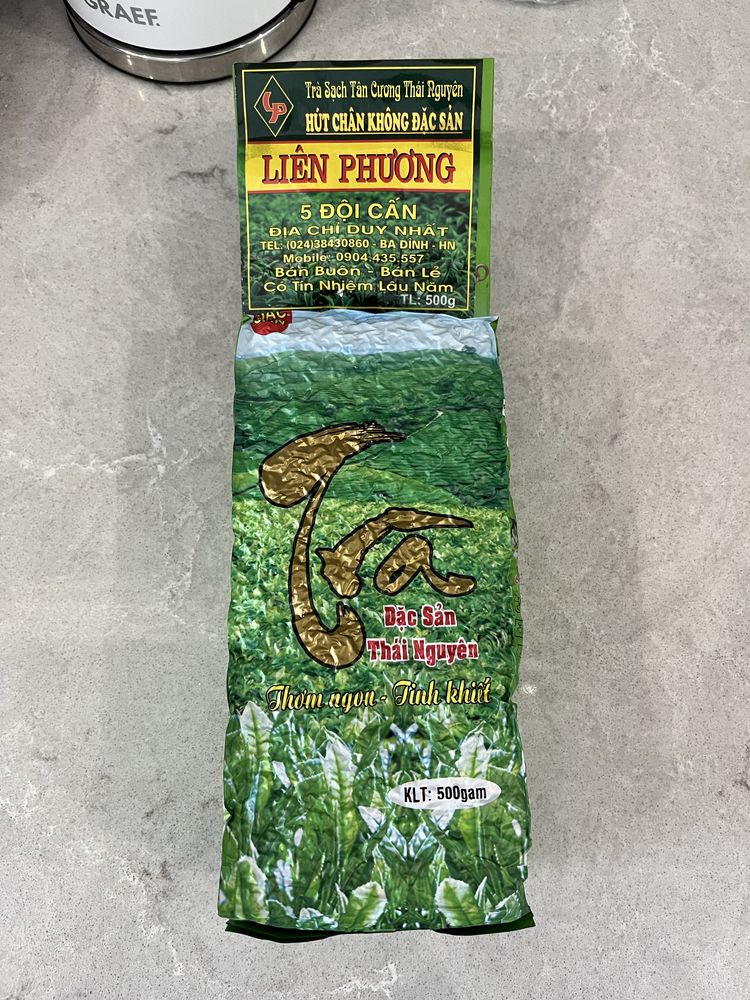 GRAEF.
LP
Trà Sạch Tân Cương Thái Nguyên
HÚT CHÂN KHÔNG ĐẶC SẢN
LIÊN PHƯƠNG
5 ĐỘI CẤN
ĐỊA CHỈ DUY NHẤT
TEL: (024)38430860 - BA ĐÌNH - HN
Mobile: 0904.435.557
Bán Buôn - Bán Lẻ
Có Tín Nhiệm Lâu Năm
TL: 500g
Trà
Đặc Sản
Thái Nguyên
Thơm ngon - Tinh khiết
KLT: 500gam